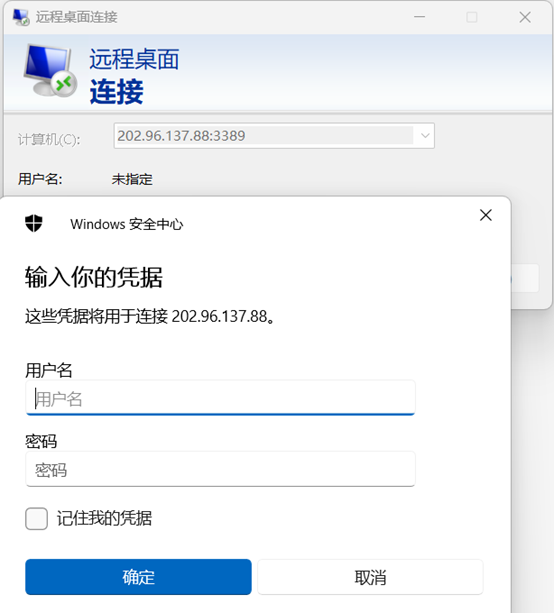 远程桌面连接
远程桌面
连接
计算机(C):
202.96.137.88:3389
用户名:
未指定
Windows 安全中心
输入你的凭据
这些凭据将用于连接 202.96.137.88。
用户名
用户名
密码
密码
记住我的凭据
确定
取消